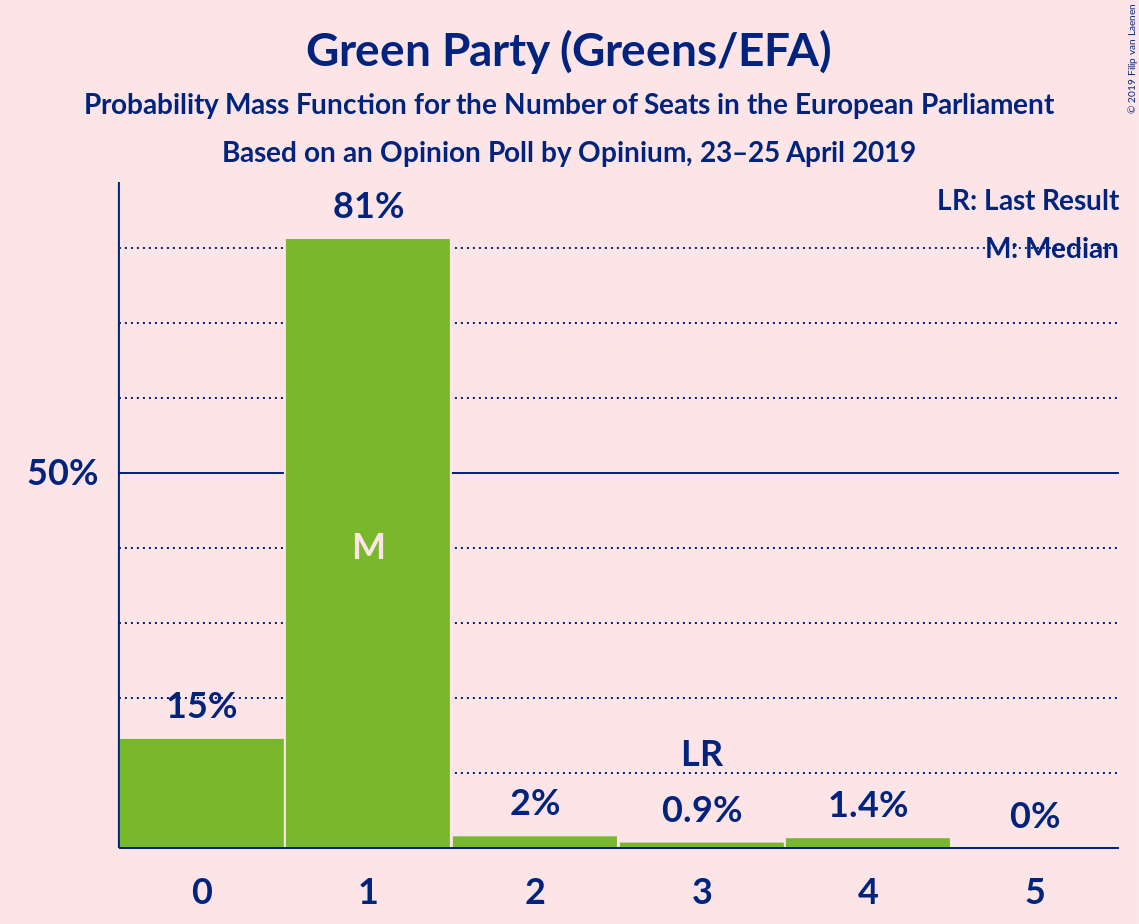 Green Party (Greens/EFA)
Probability Mass Function for the Number of Seats in the European Parliament
Based on an Opinion Poll by Opinium, 23–25 April 2019
© 2019 Filip van Laenen
LR: Last Result
M: Median
81%
50%
M
15%
LR
2%
0.9%
1.4%
0%
0 1 2 3 4 5